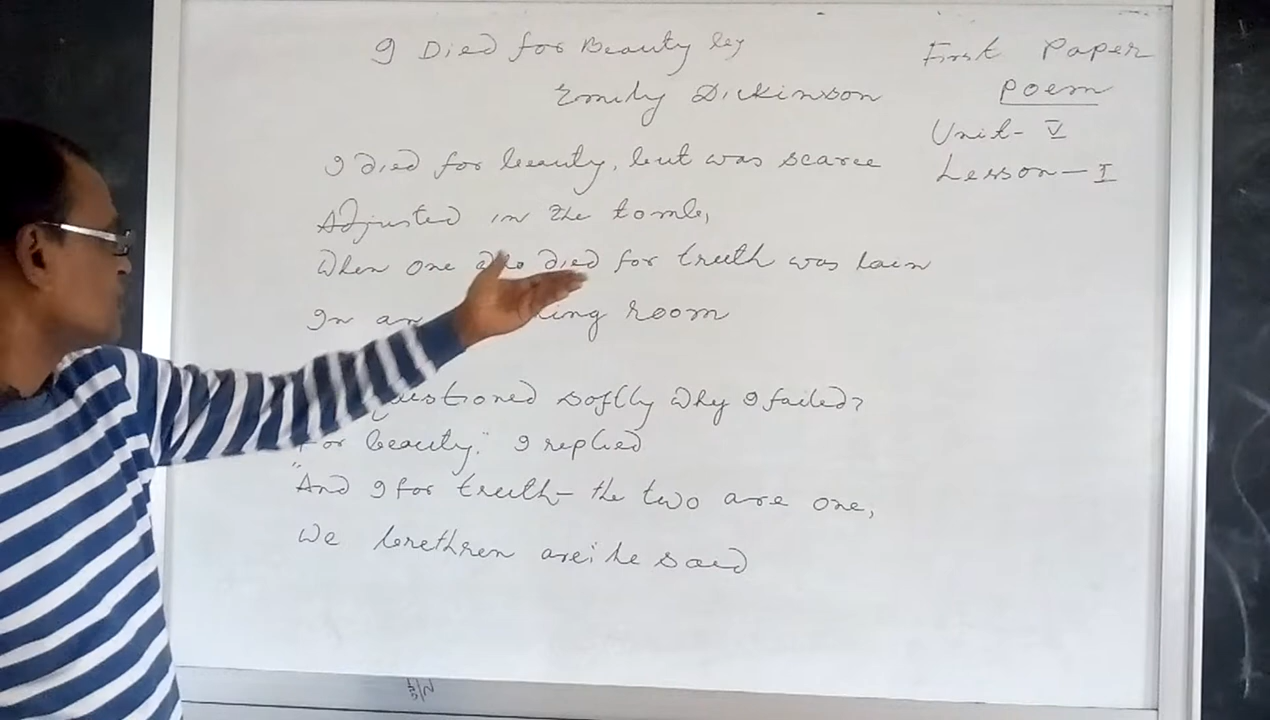 I Died for Beauty by
Emily Dickinson
First Paper
Poem
Unit- V
Lesson-I
I died for beauty, but was scarce
Adjusted in the tomb,
When one who died for truth was lain
In an room
questioned softly why I failed?
For beauty," I replied
"And I for truth- the two are one,
We brethren are", he said